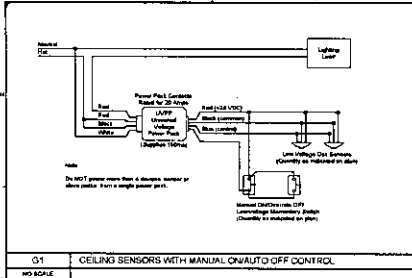 Neutral
Hot
Lighting
Load
Power Pack Contacts
Rated for 20 Amps
Red
Red
Black
White
UVPP
Universal
Voltage
Power Pack
(Supplies 150ma)
Red (+24 VDC)
Black (common)
Blue (control)
Low Voltage Occ Sensors
(Quantity as indicated on plan)
Note
Do NOT power more than 4 devices, sensor or
slave packs from a single power pack.
Manual ON/Override OFF
Low-voltage Momentary Switch
(Quantity as indicated on plan)
G1
CEILING SENSORS WITH MANUAL ON/AUTO OFF CONTROL
NO SCALE